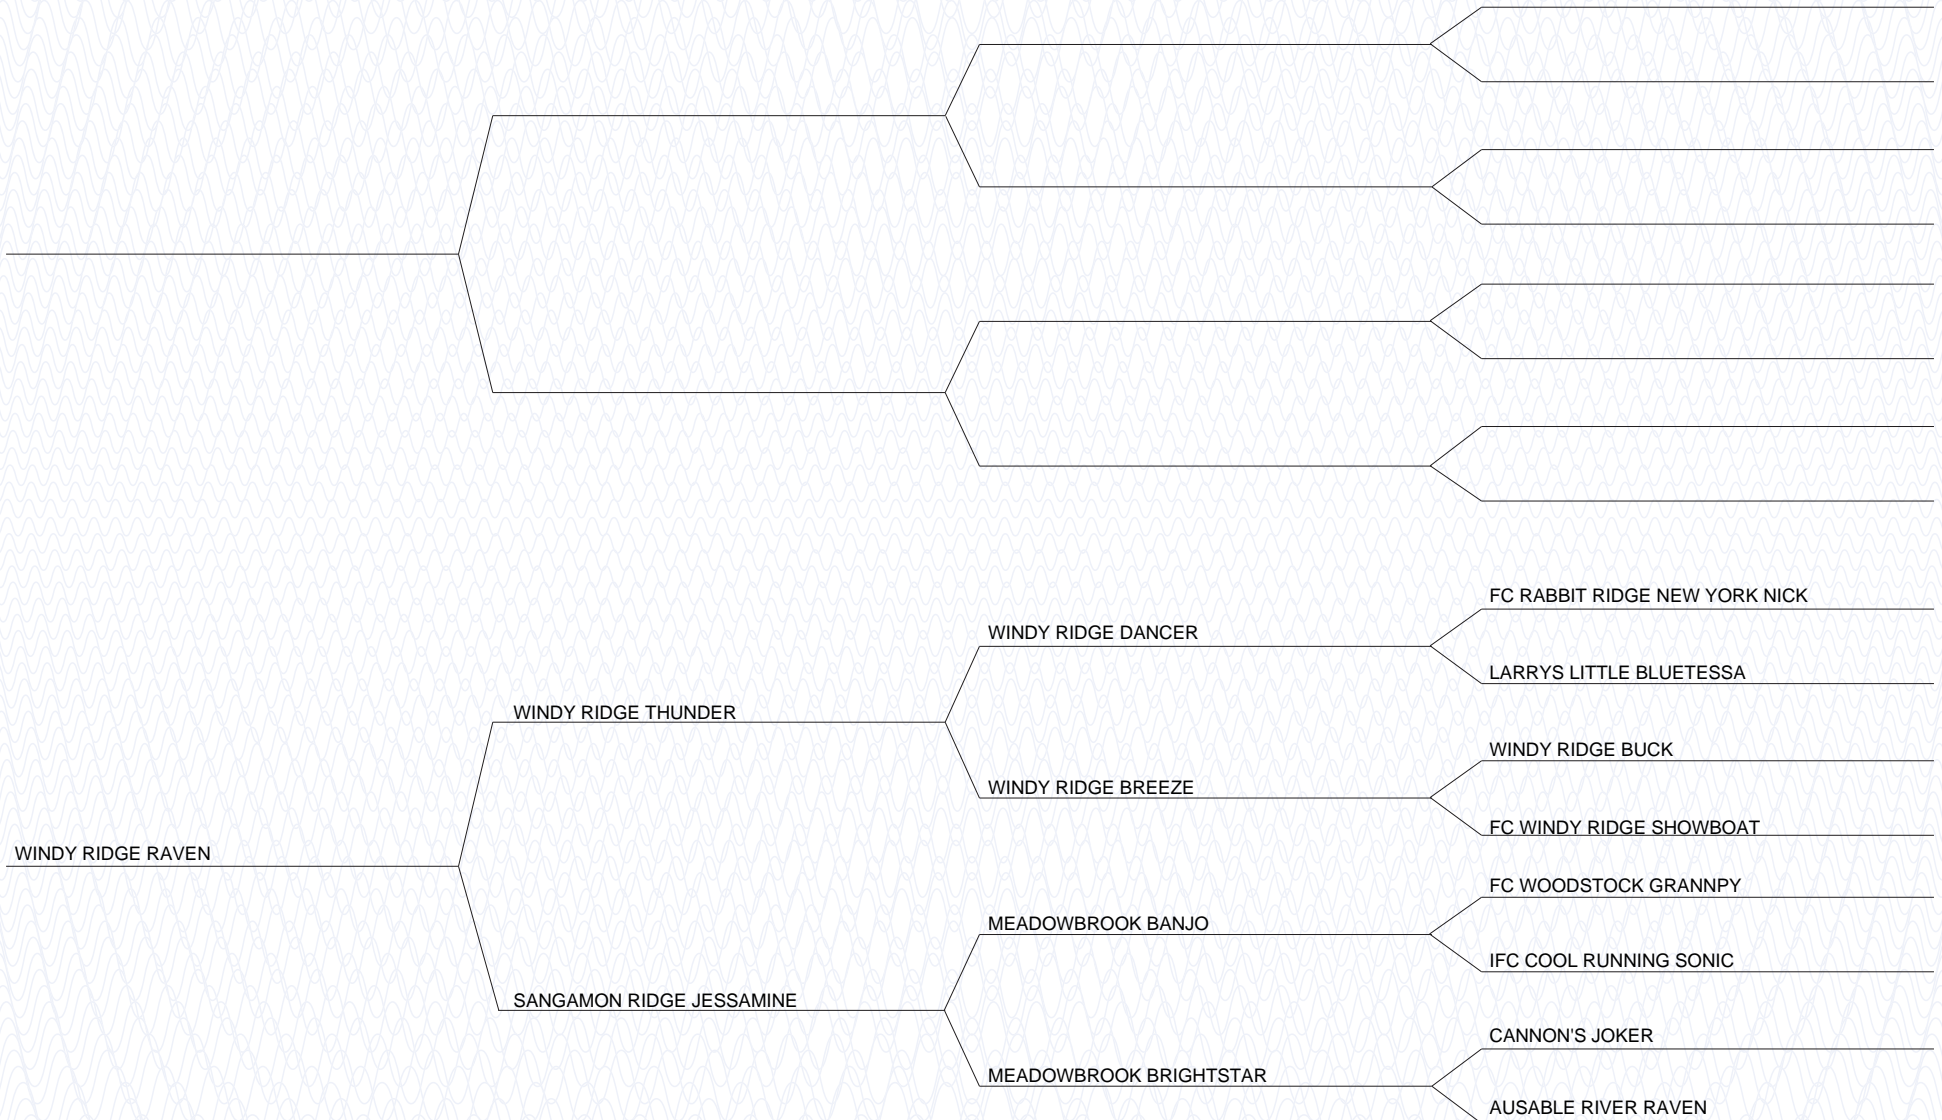 FC RABBIT RIDGE NEW YORK NICK
WINDY RIDGE DANCER
LARRYS LITTLE BLUETESSA
WINDY RIDGE THUNDER
WINDY RIDGE BUCK
WINDY RIDGE BREEZE
FC WINDY RIDGE SHOWBOAT
WINDY RIDGE RAVEN
FC WOODSTOCK GRANNPY
MEADOWBROOK BANJO
IFC COOL RUNNING SONIC
SANGAMON RIDGE JESSAMINE
CANNON'S JOKER
MEADOWBROOK BRIGHTSTAR
AUSABLE RIVER RAVEN